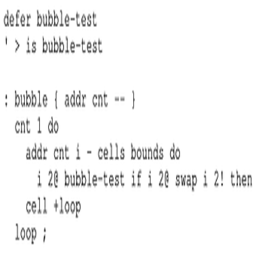 defer bubble-test
' > is bubble-test
: bubble { addr cnt -- }
cnt 1 do
addr cnt i - cells bounds do
i 2@ bubble-test if i 2@ swap i 2! then
cell +loop
loop ;